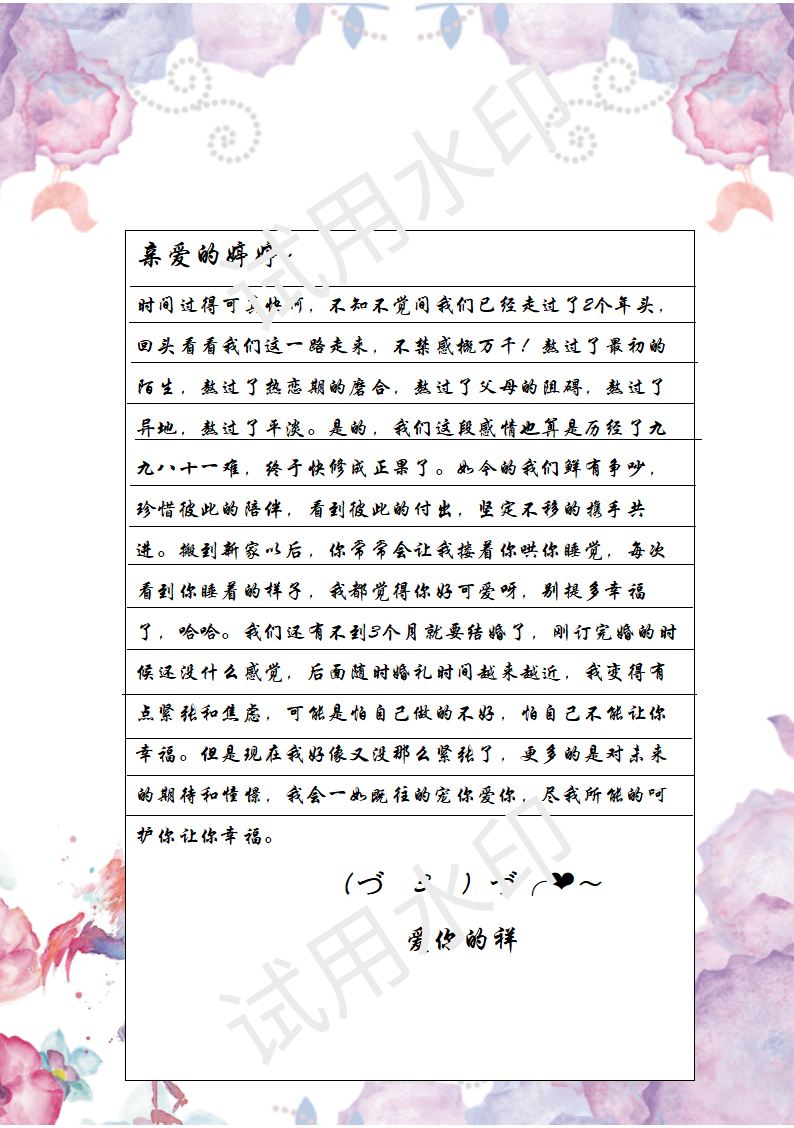 亲爱的婷婷：
时间过得可真快啊，不知不觉间我们已经走过了2个年头，
回头看看我们这一路走来，不禁感慨万千！熬过了最初的
陌生，熬过了热恋期的磨合，熬过了父母的阻碍，熬过了
异地，熬过了平淡。是的，我们这段感情也算是历经了九
九八十一难，终于快修成正果了。如今的我们鲜有争吵，
珍惜彼此的陪伴，看到彼此的付出，坚定不移的携手共
进。搬到新家以后，你常常会让我搂着你哄你睡觉，每次
看到你睡着的样子，我都觉得你好可爱呀，别提多幸福
了，哈哈。我们还有不到3个月就要结婚了，刚订完婚的时
候还没什么感觉，后面随时婚礼时间越来越近，我变得有
点紧张和焦虑，可能是怕自己做的不好，怕自己不能让你
幸福。但是现在我好像又没那么紧张了，更多的是对未来
的期待和憧憬，我会一如既往的宠你爱你，尽我所能的呵
护你让你幸福。
（づ ）づ╭❤～
爱你的祥
试用水印
试用水印